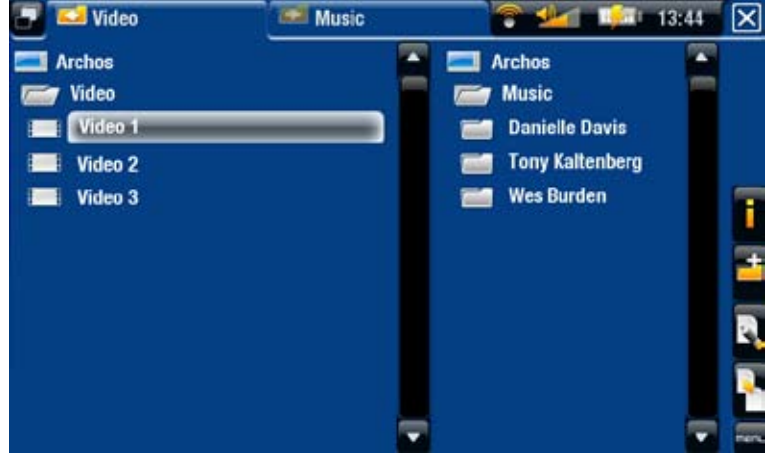 Video
Music
13:44
Archos
Video
Video 1
Video 2
Video 3
Archos
Music
Danielle Davis
Tony Kaltenberg
Wes Burden
i
menu